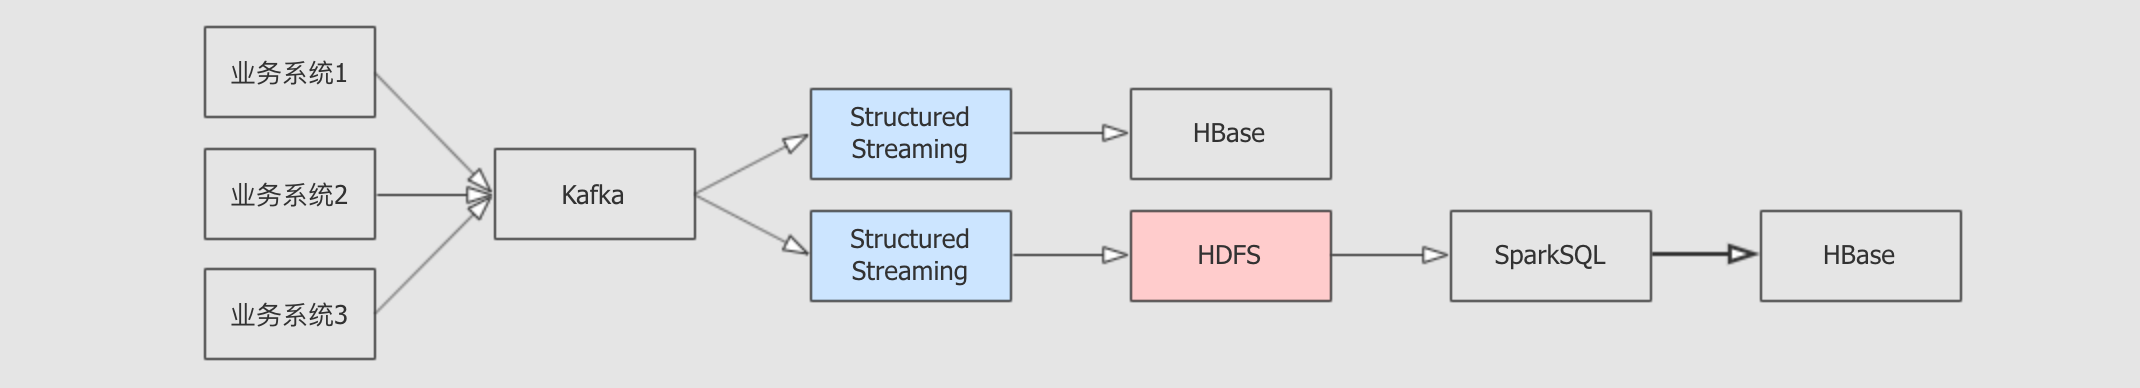 业务系统1
业务系统2
业务系统3
Kafka
Structured
Streaming
HBase
Structured
Streaming
HDFS
SparkSQL
HBase